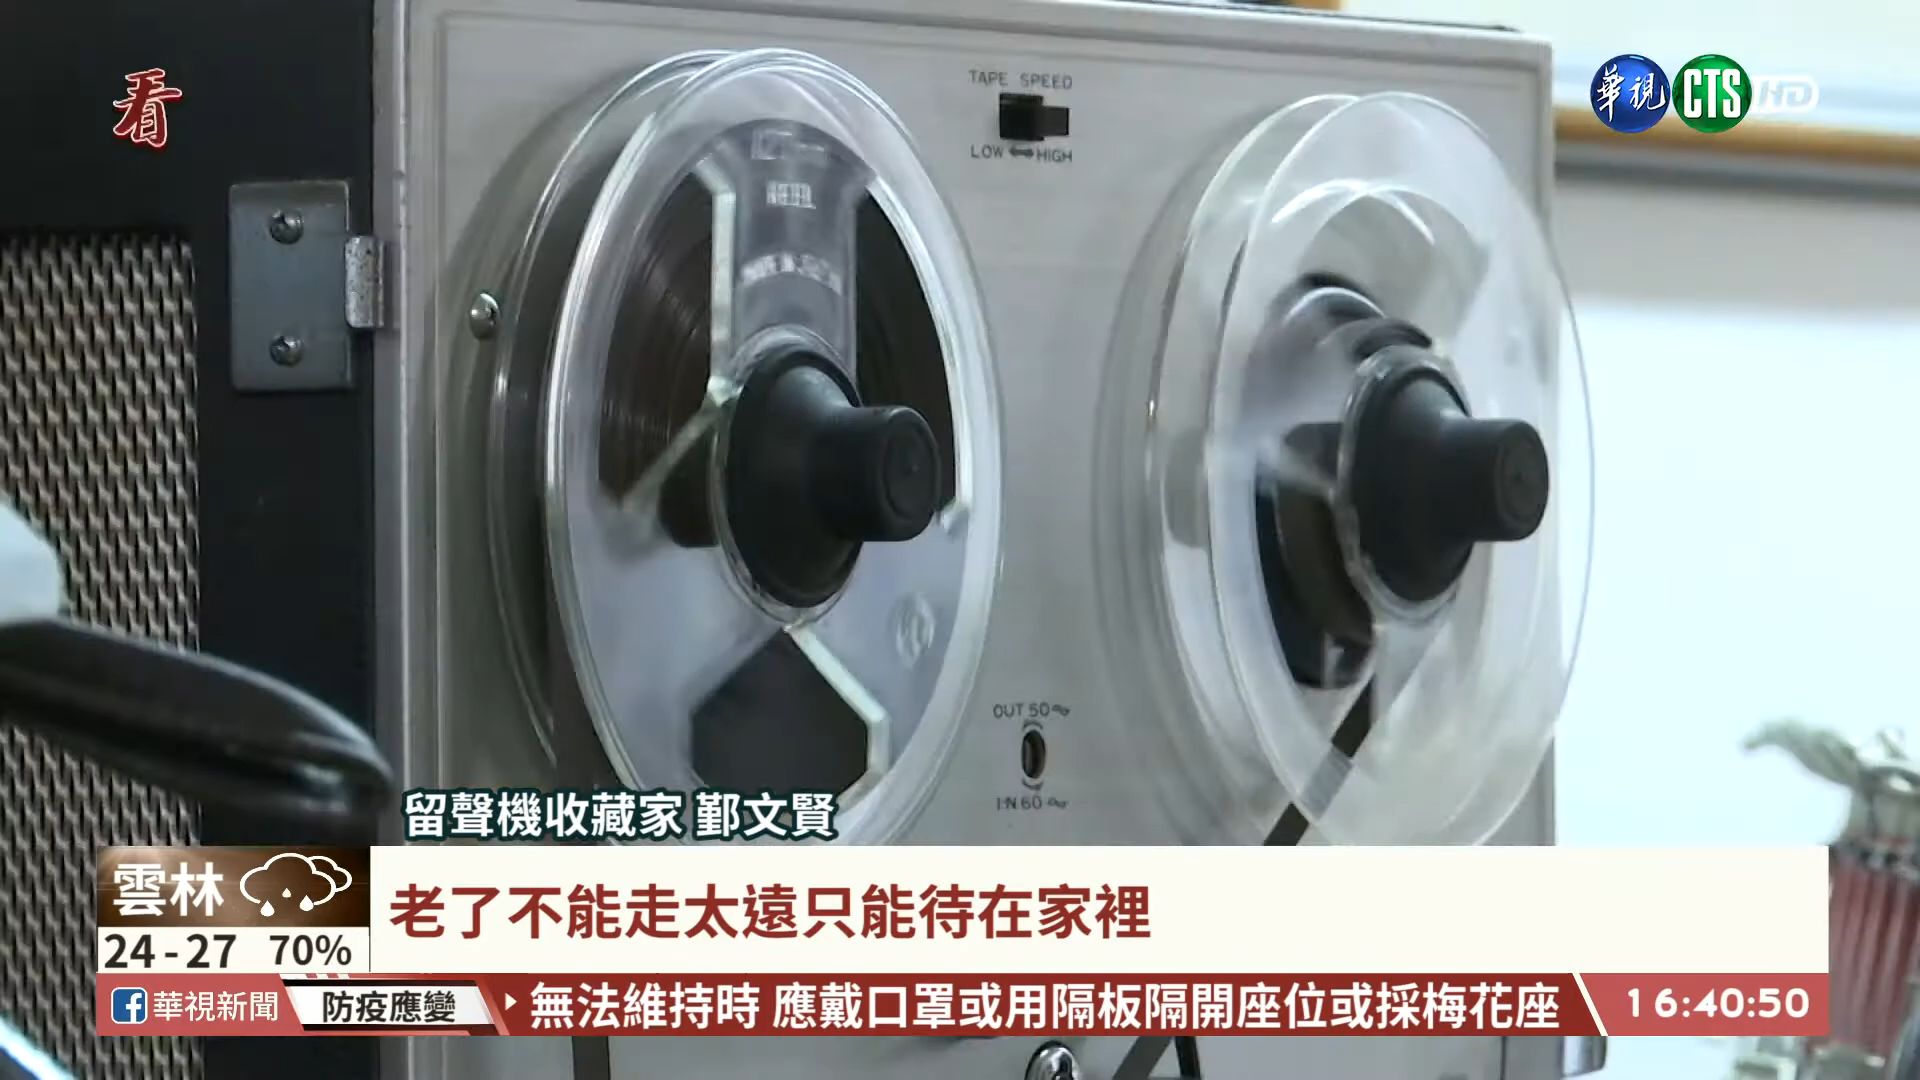 看
TAPE SPEED
LOW HIGH
華視 CTS HD
OUT 50
IN 60
留聲機收藏家 鄞文賢
雲林
24-27 70%
老了不能走太遠只能待在家裡
華視新聞
防疫應變
無法維持時 應戴口罩或用隔板隔開座位或採梅花座
16:40:50